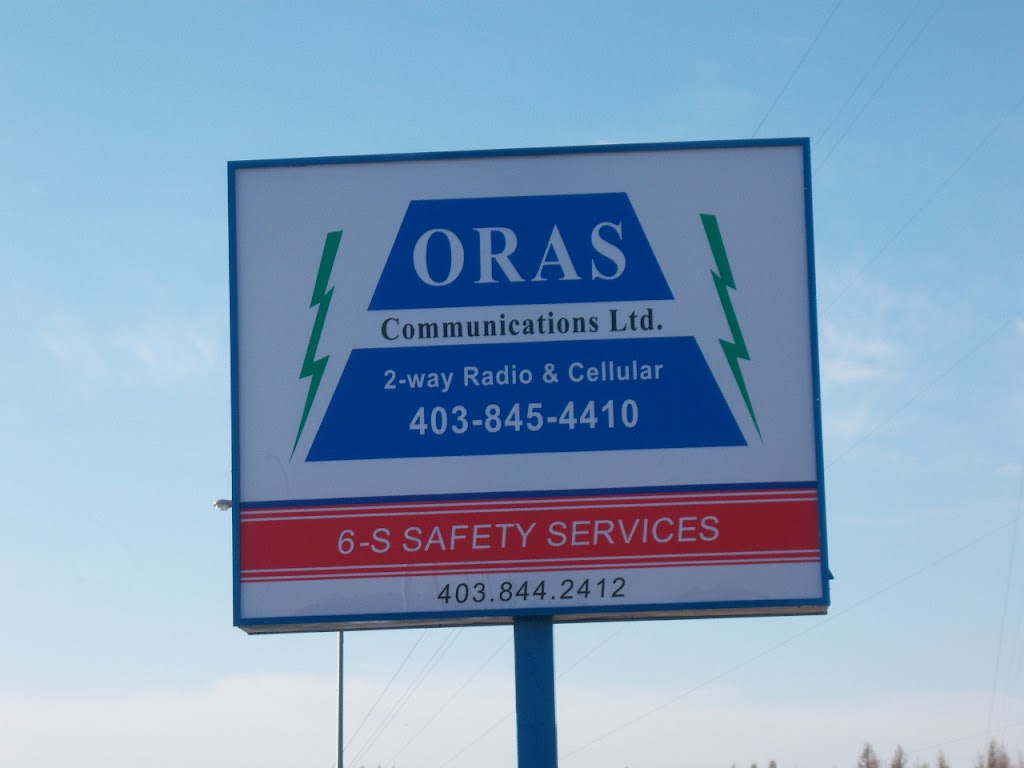 ORAS
Communications Ltd.
2-way Radio & Cellular
403-845-4410
6-S SAFETY SERVICES
403.844.2412